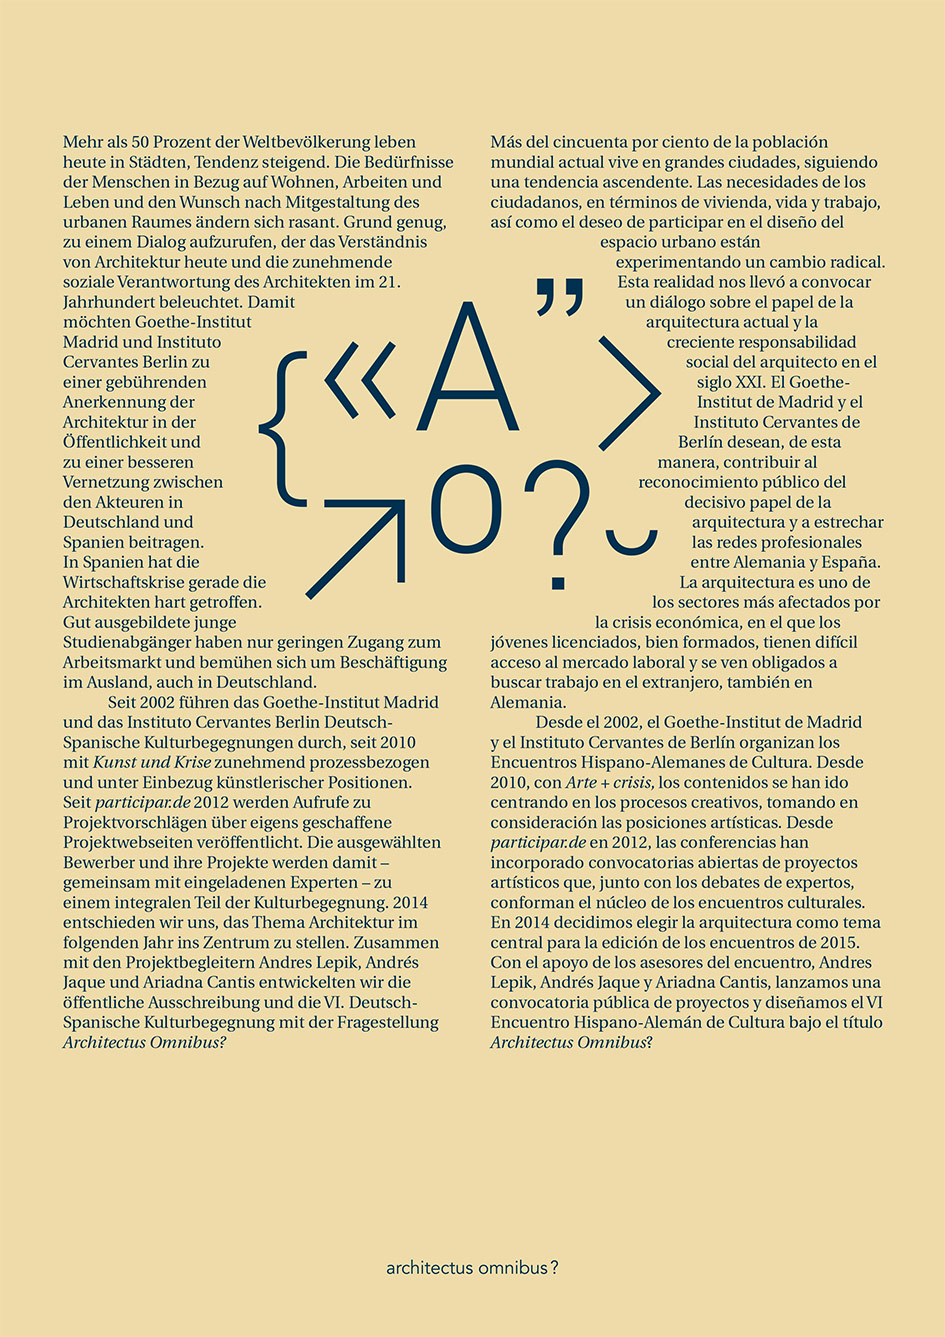 Mehr als 50 Prozent der Weltbevölkerung leben
heute in Städten, Tendenz steigend. Die Bedürfnisse
der Menschen in Bezug auf Wohnen, Arbeiten und
Leben und den Wunsch nach Mitgestaltung des
urbanen Raumes ändern sich rasant. Grund genug,
zu einem Dialog aufzurufen, der das Verständnis
von Architektur heute und die zunehmende
soziale Verantwortung des Architekten im 21.
Jahrhundert beleuchtet. Damit
möchten Goethe-Institut
Madrid und Instituto
Cervantes Berlin zu
einer gebührenden
Anerkennung der
Architektur in der
Öffentlichkeit und
zu einer besseren
Vernetzung zwischen
den Akteuren in
Deutschland und
Spanien beitragen.
In Spanien hat die
Wirtschaftskrise gerade die
Architekten hart getroffen.
Gut ausgebildete junge
Studienabgänger haben nur geringen Zugang zum
Arbeitsmarkt und bemühen sich um Beschäftigung
im Ausland, auch in Deutschland.
Seit 2002 führen das Goethe-Institut Madrid
und das Instituto Cervantes Berlin Deutsch-
Spanische Kulturbegegnungen durch, seit 2010
mit Kunst und Krise zunehmend prozessbezogen
und unter Einbezug künstlerischer Positionen.
Seit participar.de 2012 werden Aufrufe zu
Projektvorschlägen über eigens geschaffene
Projektwebseiten veröffentlicht. Die ausgewählten
Bewerber und ihre Projekte werden damit –
gemeinsam mit eingeladenen Experten – zu
einem integralen Teil der Kulturbegegnung. 2014
entschieden wir uns, das Thema Architektur im
folgenden Jahr ins Zentrum zu stellen. Zusammen
mit den Projektbegleitern Andres Lepik, Andrés
Jaque und Ariadna Cantis entwickelten wir die
öffentliche Ausschreibung und die VI. Deutsch-
Spanische Kulturbegegnung mit der Fragestellung
Architectus Omnibus?
{«A”>
↗o?‿
Más del cincuenta por ciento de la población
mundial actual vive en grandes ciudades, siguiendo
una tendencia ascendente. Las necesidades de los
ciudadanos, en términos de vivienda, vida y trabajo,
así como el deseo de participar en el diseño del
espacio urbano están
experimentando un cambio radical.
Esta realidad nos llevó a convocar
un diálogo sobre el papel de la
arquitectura actual y la
creciente responsabilidad
social del arquitecto en el
siglo XXI. El Goethe-
Institut de Madrid y el
Instituto Cervantes de
Berlín desean, de esta
manera, contribuir al
reconocimiento público del
decisivo papel de la
arquitectura y a estrechar
las redes profesionales
entre Alemania y España.
La arquitectura es uno de
los sectores más afectados por
la crisis económica, en el que los
jóvenes licenciados, bien formados, tienen difícil
acceso al mercado laboral y se ven obligados a
buscar trabajo en el extranjero, también en
Alemania.
Desde el 2002, el Goethe-Institut de Madrid
y el Instituto Cervantes de Berlín organizan los
Encuentros Hispano-Alemanes de Cultura. Desde
2010, con Arte + crisis, los contenidos se han ido
centrando en los procesos creativos, tomando en
consideración las posiciones artísticas. Desde
participar.de en 2012, las conferencias han
incorporado convocatorias abiertas de proyectos
artísticos que, junto con los debates de expertos,
conforman el núcleo de los encuentros culturales.
En 2014 decidimos elegir la arquitectura como tema
central para la edición de los encuentros de 2015.
Con el apoyo de los asesores del encuentro, Andres
Lepik, Andrés Jaque y Ariadna Cantis, lanzamos una
convocatoria pública de proyectos y diseñamos el VI
Encuentro Hispano-Alemán de Cultura bajo el título
Architectus Omnibus?
architectus omnibus?